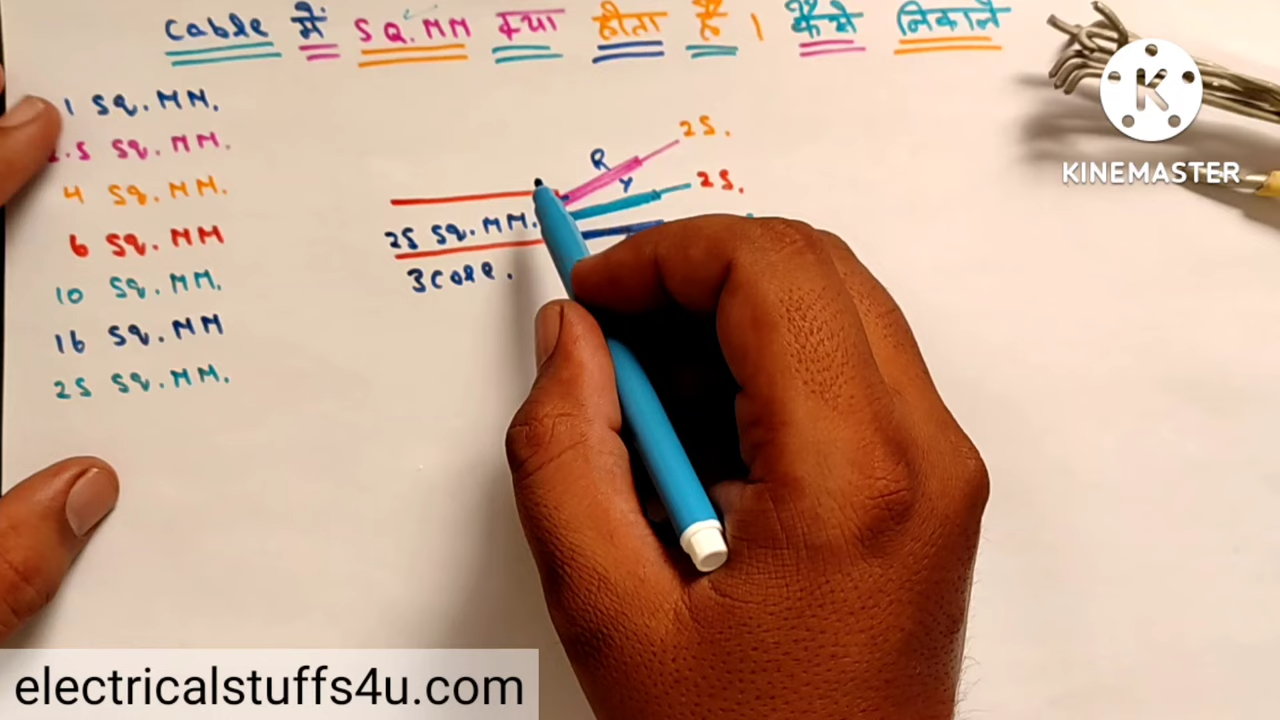 Cable में SQ.MM क्या होता है । कैसे निकाले
1 Sq.MM.
.5 Sq.MM.
4 Sq.MM.
6 Sq.MM
10 Sq.MM.
16 Sq.MM
25 Sq.MM.
R
25.
Y
25.
25 Sq.MM.
3 Core.
K
KINEMASTER
electricalstuffs4u.com